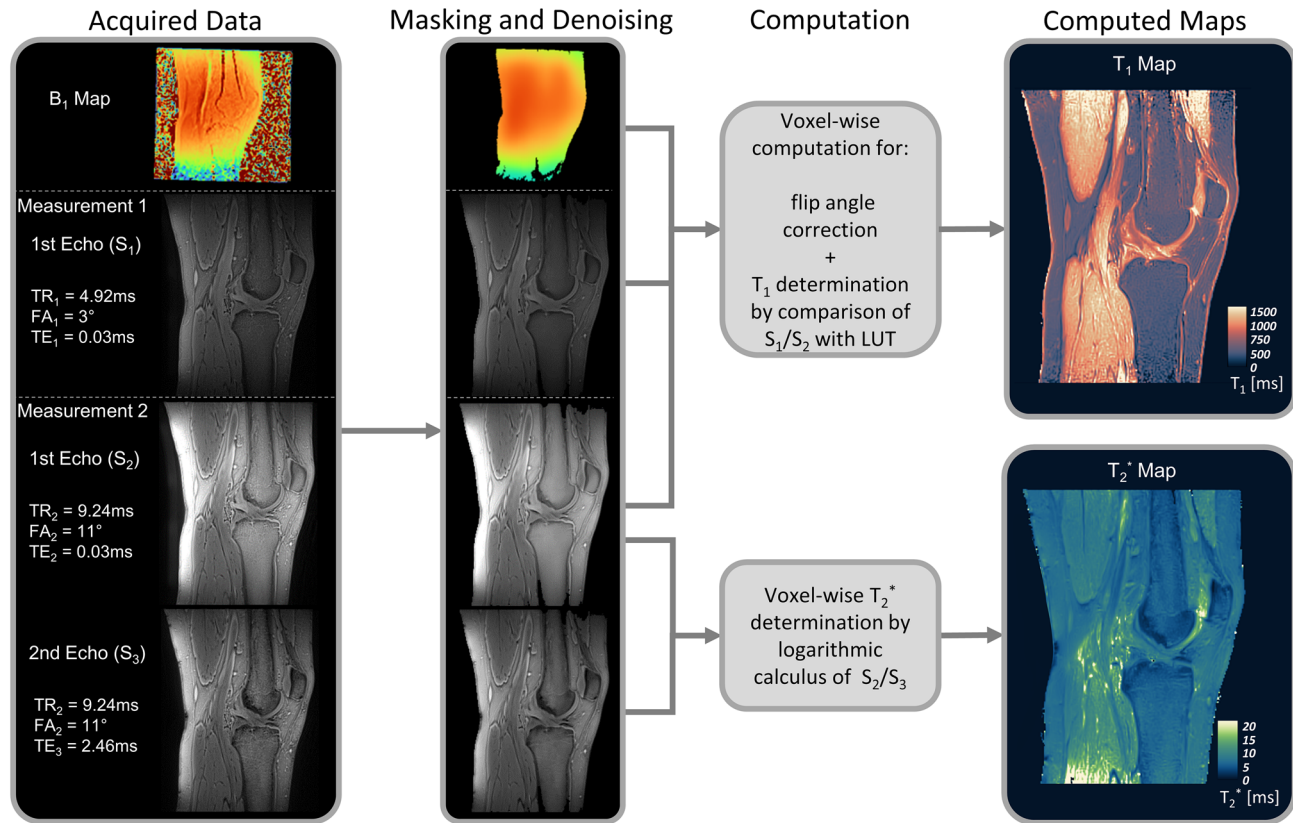 Acquired Data
Masking and Denoising
Computation
Computed Maps
B₁ Map
Measurement 1
1st Echo (S₁)
TR₁ = 4.92ms
FA₁ = 3°
TE₁ = 0.03ms
Measurement 2
1st Echo (S₂)
TR₂ = 9.24ms
FA₂ = 11°
TE₂ = 0.03ms
2nd Echo (S₃)
TR₂ = 9.24ms
FA₂ = 11°
TE₃ = 2.46ms
Voxel-wise
computation for:
flip angle
correction
+
T₁ determination
by comparison of
S₁/S₂ with LUT
Voxel-wise T₂*
determination by
logarithmic
calculus of S₂/S₃
T₁ Map
1500
1000
750
500
0
T₁ [ms]
T₂* Map
20
15
10
5
0
T₂* [ms]